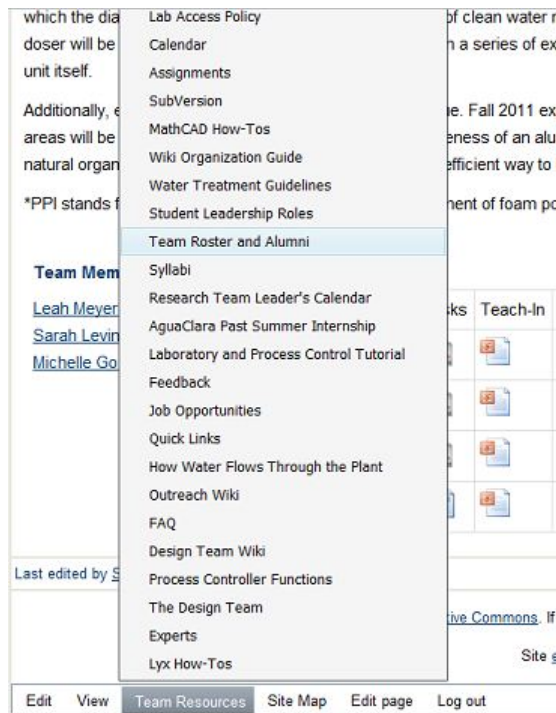 which the dia
of clean water r
doser will be
n a series of ex
unit itself.
Additionally, e
ue. Fall 2011 ex
areas will be
eness of an alu
natural organ
efficient way to
*PPI stands f
nent of foam po
Lab Access Policy
Calendar
Assignments
SubVersion
MathCAD How-Tos
Wiki Organization Guide
Water Treatment Guidelines
Student Leadership Roles
Team Roster and Alumni
Syllabi
Research Team Leader's Calendar
AguaClara Past Summer Internship
Laboratory and Process Control Tutorial
Feedback
Job Opportunities
Quick Links
How Water Flows Through the Plant
Outreach Wiki
FAQ
Design Team Wiki
Process Controller Functions
The Design Team
Experts
Lyx How-Tos
Team Mem
Leah Meyer
Sarah Levin
Michelle Go
sks Teach-In
Last edited by S
tive Commons. If
Site e
Edit View Team Resources Site Map Edit page Log out